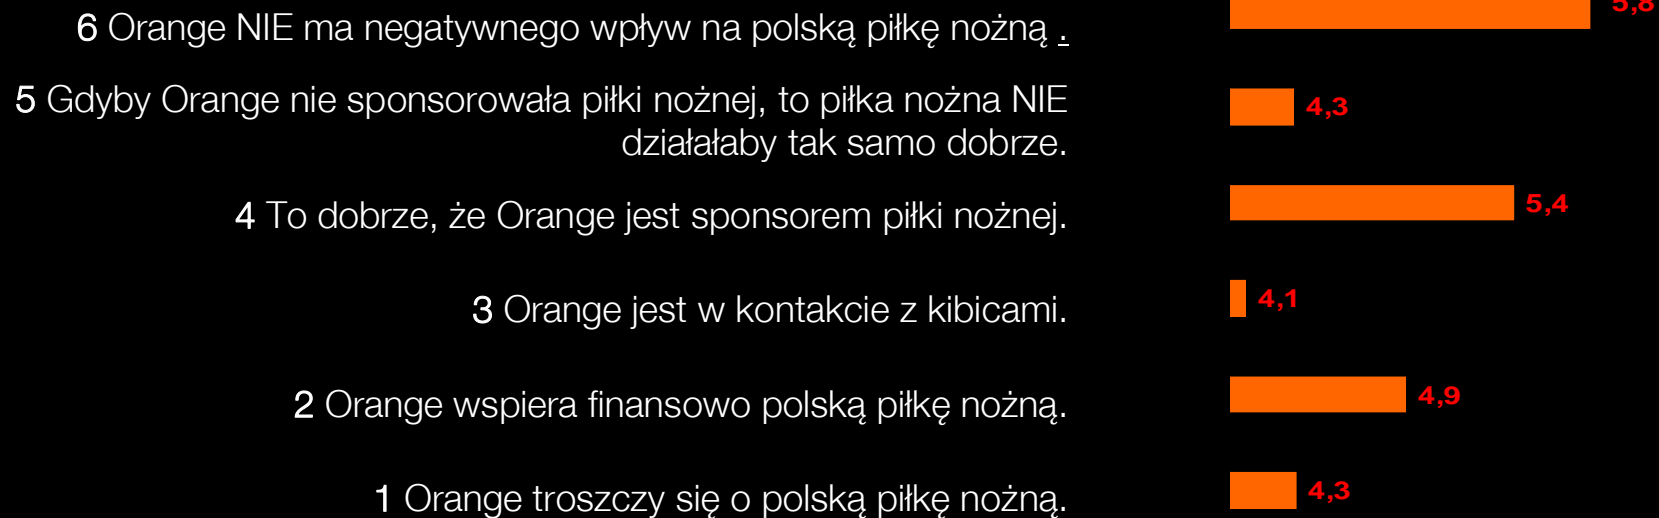 5,8
6 Orange NIE ma negatywnego wpływ na polską piłkę nożną .
5 Gdyby Orange nie sponsorowała piłki nożnej, to piłka nożna NIE
działałaby tak samo dobrze.
4,3
4 To dobrze, że Orange jest sponsorem piłki nożnej.
5,4
3 Orange jest w kontakcie z kibicami.
4,1
2 Orange wspiera finansowo polską piłkę nożną.
4,9
1 Orange troszczy się o polską piłkę nożną.
4,3